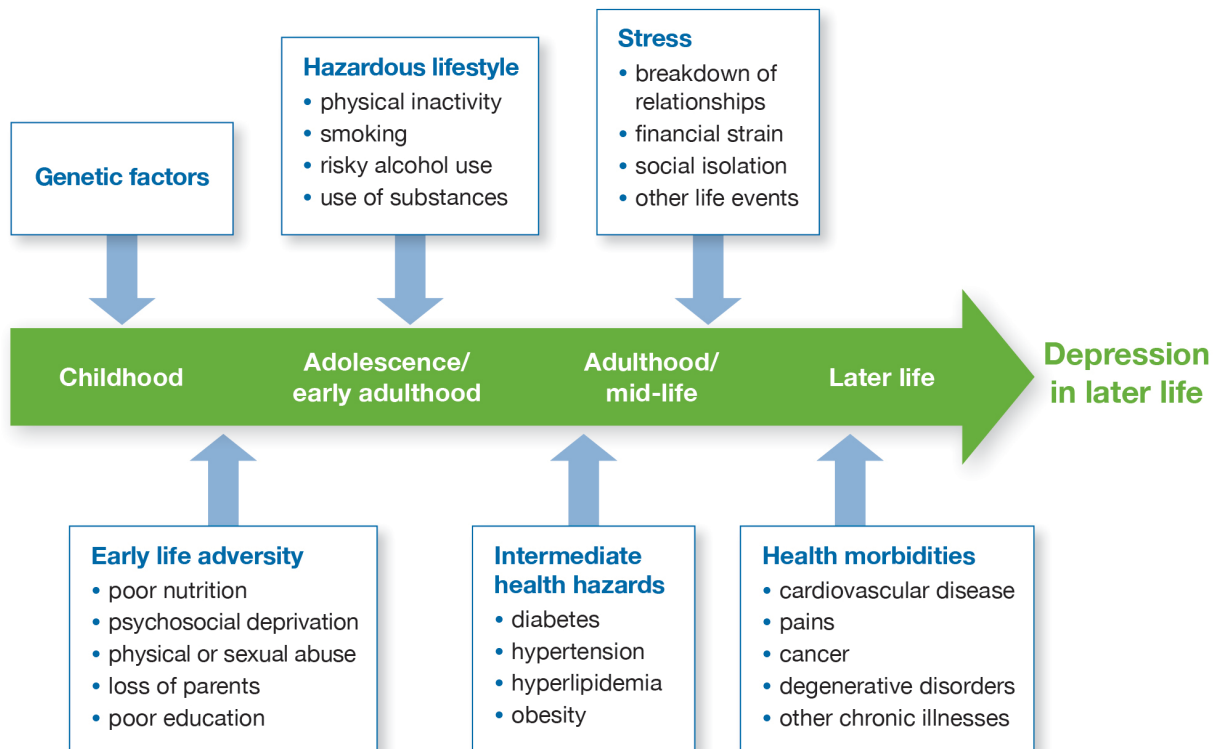 Genetic factors
Hazardous lifestyle
• physical inactivity
• smoking
• risky alcohol use
• use of substances
Stress
• breakdown of
relationships
• financial strain
• social isolation
• other life events
Childhood
Adolescence/
early adulthood
Adulthood/
mid-life
Later life
Depression
in later life
Early life adversity
• poor nutrition
• psychosocial deprivation
• physical or sexual abuse
• loss of parents
• poor education
Intermediate
health hazards
• diabetes
• hypertension
• hyperlipidemia
• obesity
Health morbidities
• cardiovascular disease
• pains
• cancer
• degenerative disorders
• other chronic illnesses